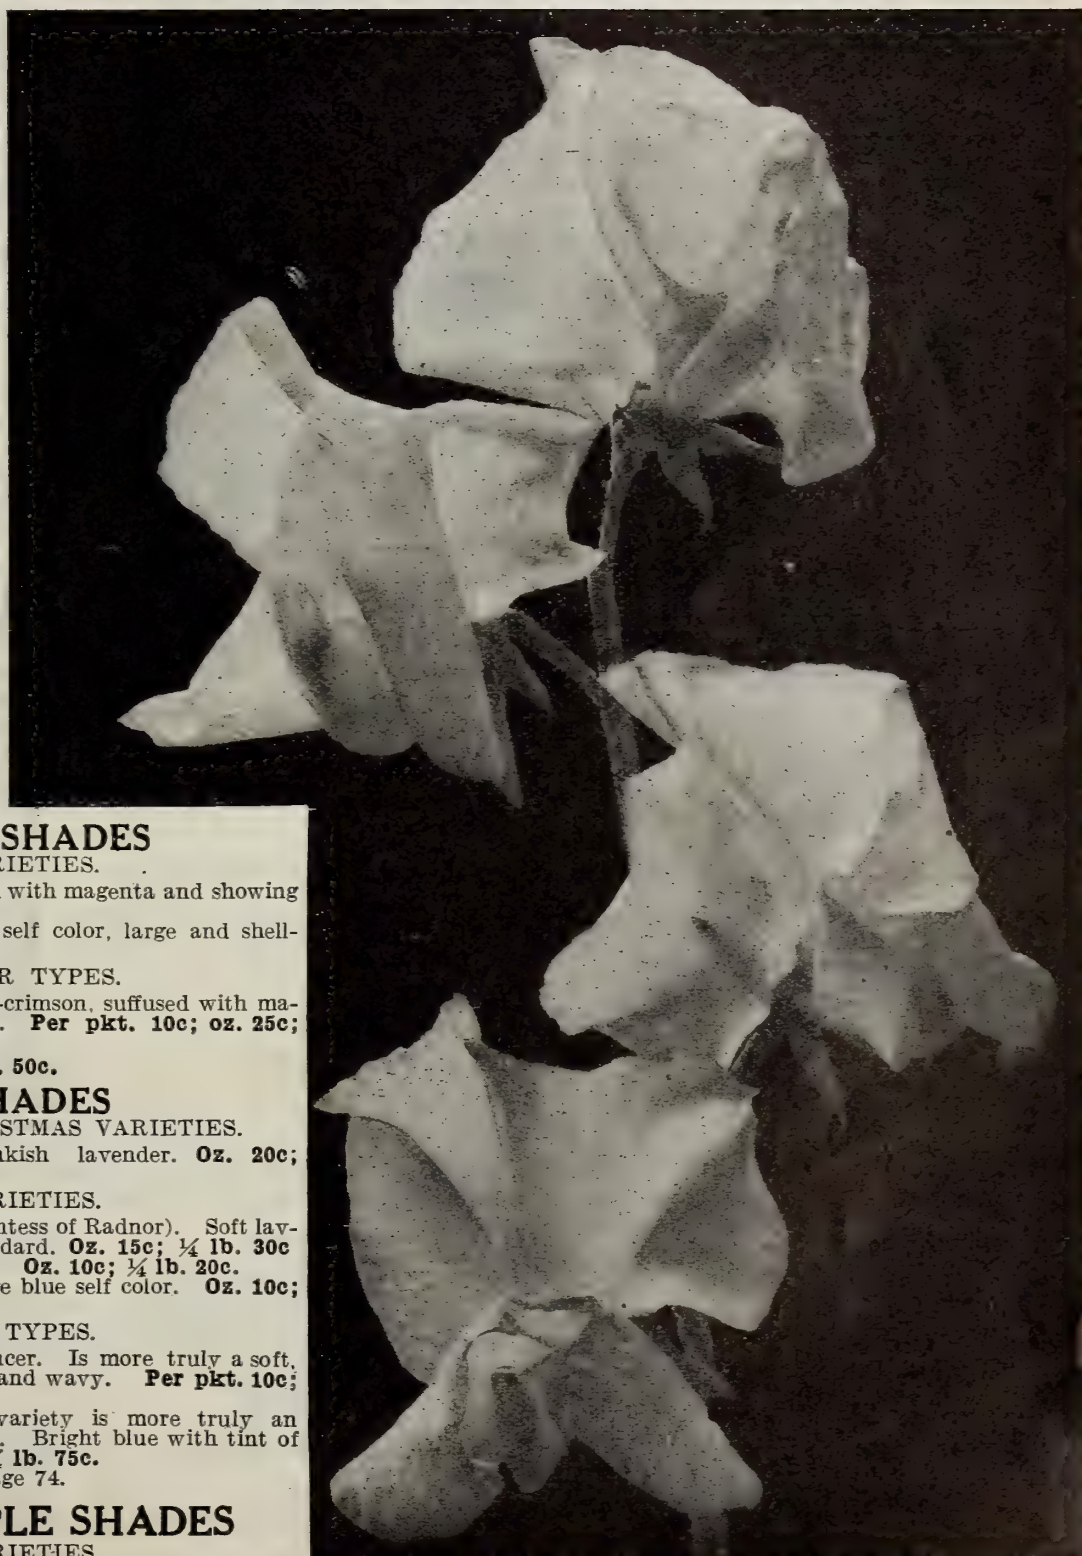 SHADES
RIETIES.
with magenta and showing
self color, large and shell-
R TYPES.
-crimson, suffused with ma-
. Per pkt. 10c; oz. 25c;
. 50c.
HADES
STMAS VARIETIES.
nkish lavender. Oz. 20c;
RIETIES.
ntess of Radnor). Soft lav-
dard. Oz. 15c; ¼ lb. 30c
Oz. 10c; ¼ lb. 20c.
e blue self color. Oz. 10c;
TYPES.
ncer. Is more truly a soft,
and wavy. Per pkt. 10c;
variety is more truly an
. Bright blue with tint of
lb. 75c.
ge 74.
PLE SHADES
RIETIES